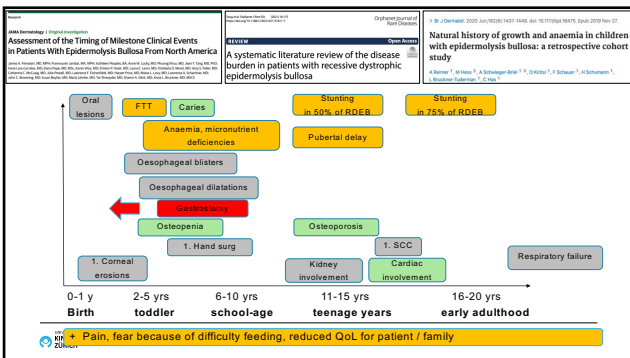 Research
JAMA Dermatology | Original Investigation
Assessment of the Timing of Milestone Clinical Events
in Patients With Epidermolysis Bullosa From North America
Orphanet Journal of
Rare Diseases
REVIEW
Open Access
A systematic literature review of the disease
burden in patients with recessive dystrophic
epidermolysis bullosa
Natural history of growth and anaemia in children
with epidermolysis bullosa: a retrospective cohort
study
Oral
lesions
FTT
Caries
Stunting
in 50% of RDEB
Stunting
in 75% of RDEB
Anaemia, micronutrient
deficiencies
Pubertal delay
Oesophageal blisters
Oesophageal dilatations
Gastrostomy
Osteopenia
Osteoporosis
1. Hand surg
1. SCC
1. Corneal
erosions
Kidney
involvement
Cardiac
involvement
Respiratory failure
0-1 y
2-5 yrs
6-10 yrs
11-15 yrs
16-20 yrs
Birth
toddler
school-age
teenage years
early adulthood
+ Pain, fear because of difficulty feeding, reduced QoL for patient / family